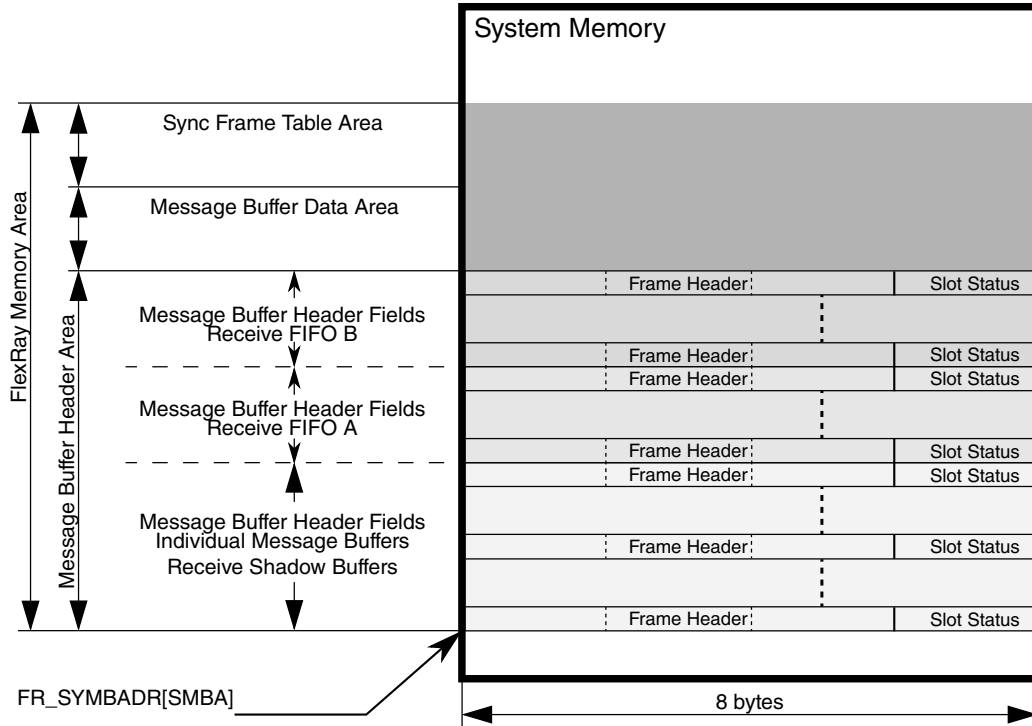 System Memory
FlexRay Memory Area
Message Buffer Header Area
Sync Frame Table Area
Message Buffer Data Area
Message Buffer Header Fields
Receive FIFO B
Message Buffer Header Fields
Receive FIFO A
Message Buffer Header Fields
Individual Message Buffers
Receive Shadow Buffers
Frame Header Slot Status
Frame Header Slot Status
Frame Header Slot Status
Frame Header Slot Status
Frame Header Slot Status
Frame Header Slot Status
Frame Header Slot Status
FR_SYMBADR[SMBA]
8 bytes